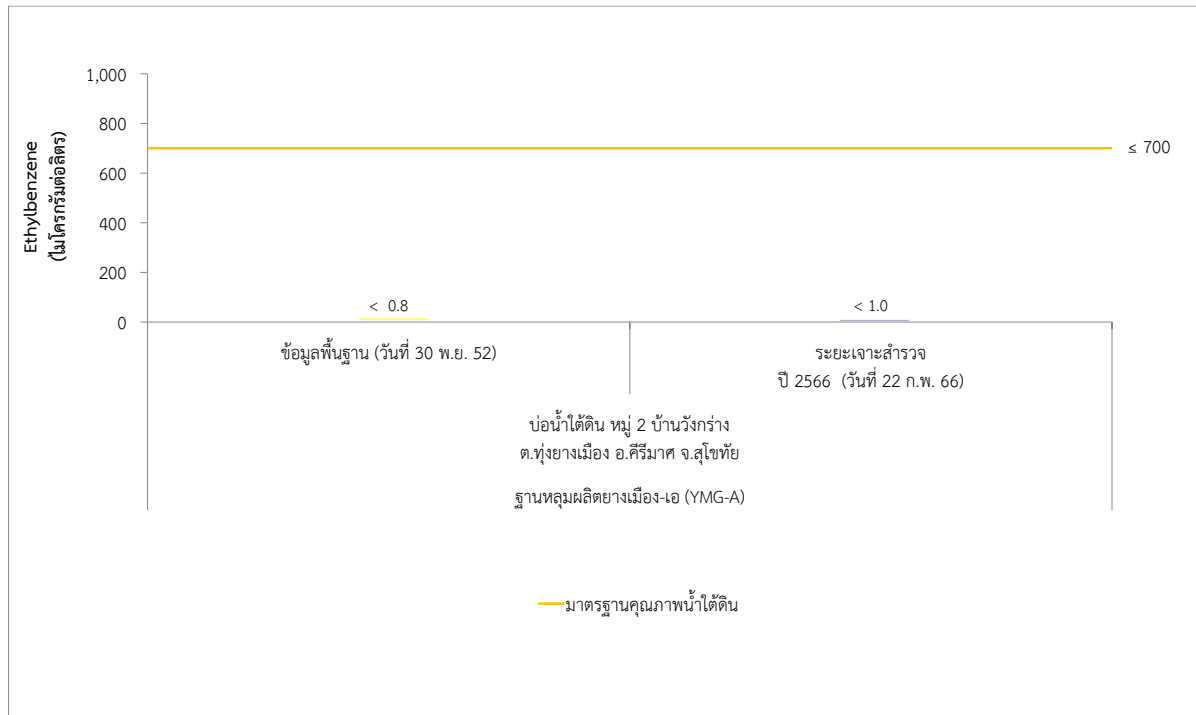 1,000
800
600
400
200
0
Ethylbenzene
(ไมโครกรัมต่อลิตร)
≤ 700
< 0.8
< 1.0
ข้อมูลพื้นฐาน (วันที่ 30 พ.ย. 52)
ระยะเจาะสำรวจ
ปี 2566 (วันที่ 22 ก.พ. 66)
บ่อน้ำใต้ดิน หมู่ 2 บ้านวังกร่าง
ต.ทุ่งยางเมือง อ.คีรีมาศ จ.สุโขทัย
ฐานหลุมผลิตยางเมือง-เอ (YMG-A)
มาตรฐานคุณภาพน้ำใต้ดิน